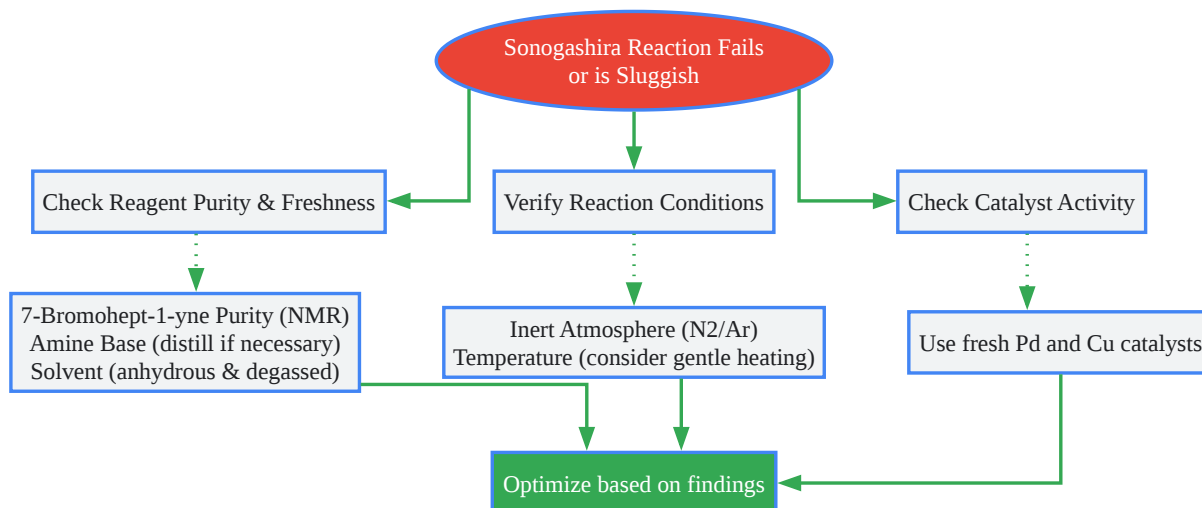 Sonogashira Reaction Fails
or is Sluggish
Check Reagent Purity & Freshness
Verify Reaction Conditions
Check Catalyst Activity
7-Bromohept-1-yne Purity (NMR)
Amine Base (distill if necessary)
Solvent (anhydrous & degassed)
Inert Atmosphere (N2/Ar)
Temperature (consider gentle heating)
Use fresh Pd and Cu catalysts
Optimize based on findings